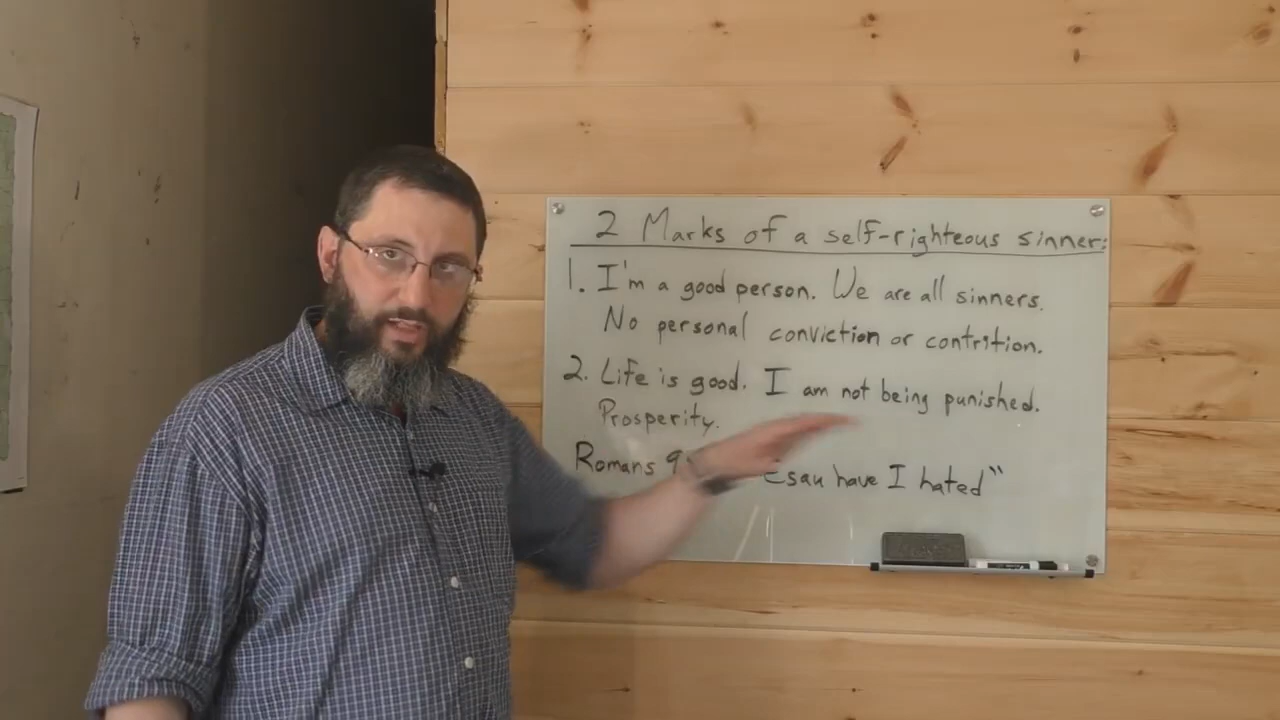 2 Marks of a self-righteous sinner:
1. I'm a good person. We are all sinners.
No personal conviction or contrition.
2. Life is good. I am not being punished.
Prosperity.
Romans 9 Esau have I hated"